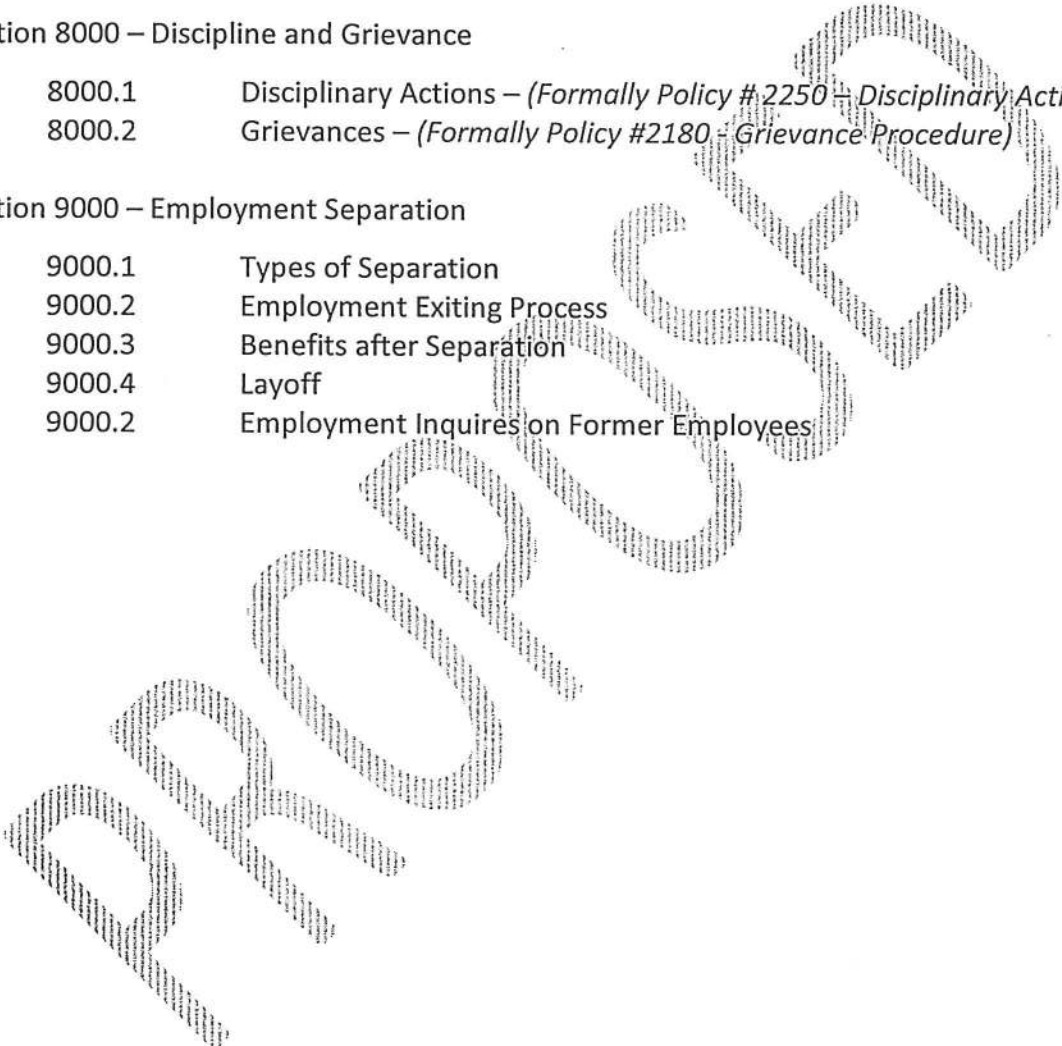 tion 8000 – Discipline and Grievance
8000.1 Disciplinary Actions – (Formally Policy # 2250 – Disciplinary Acti
8000.2 Grievances – (Formally Policy #2180 - Grievance Procedure)
tion 9000 – Employment Separation
9000.1 Types of Separation
9000.2 Employment Exiting Process
9000.3 Benefits after Separation
9000.4 Layoff
9000.2 Employment Inquires on Former Employees
PROPOSED